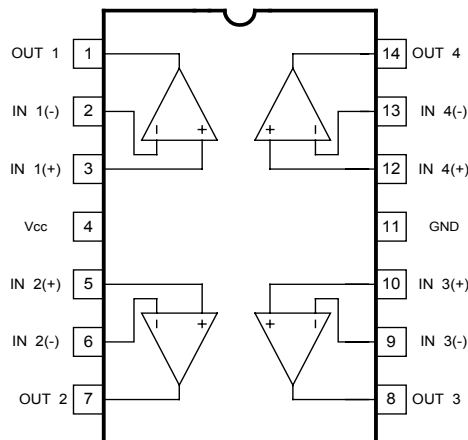 OUT 1 1 14 OUT 4
IN 1(-) 2 13 IN 4(-)
− + + −
IN 1(+) 3 12 IN 4(+)
Vcc 4 11 GND
IN 2(+) 5 10 IN 3(+)
− + + −
IN 2(-) 6 9 IN 3(-)
OUT 2 7 8 OUT 3